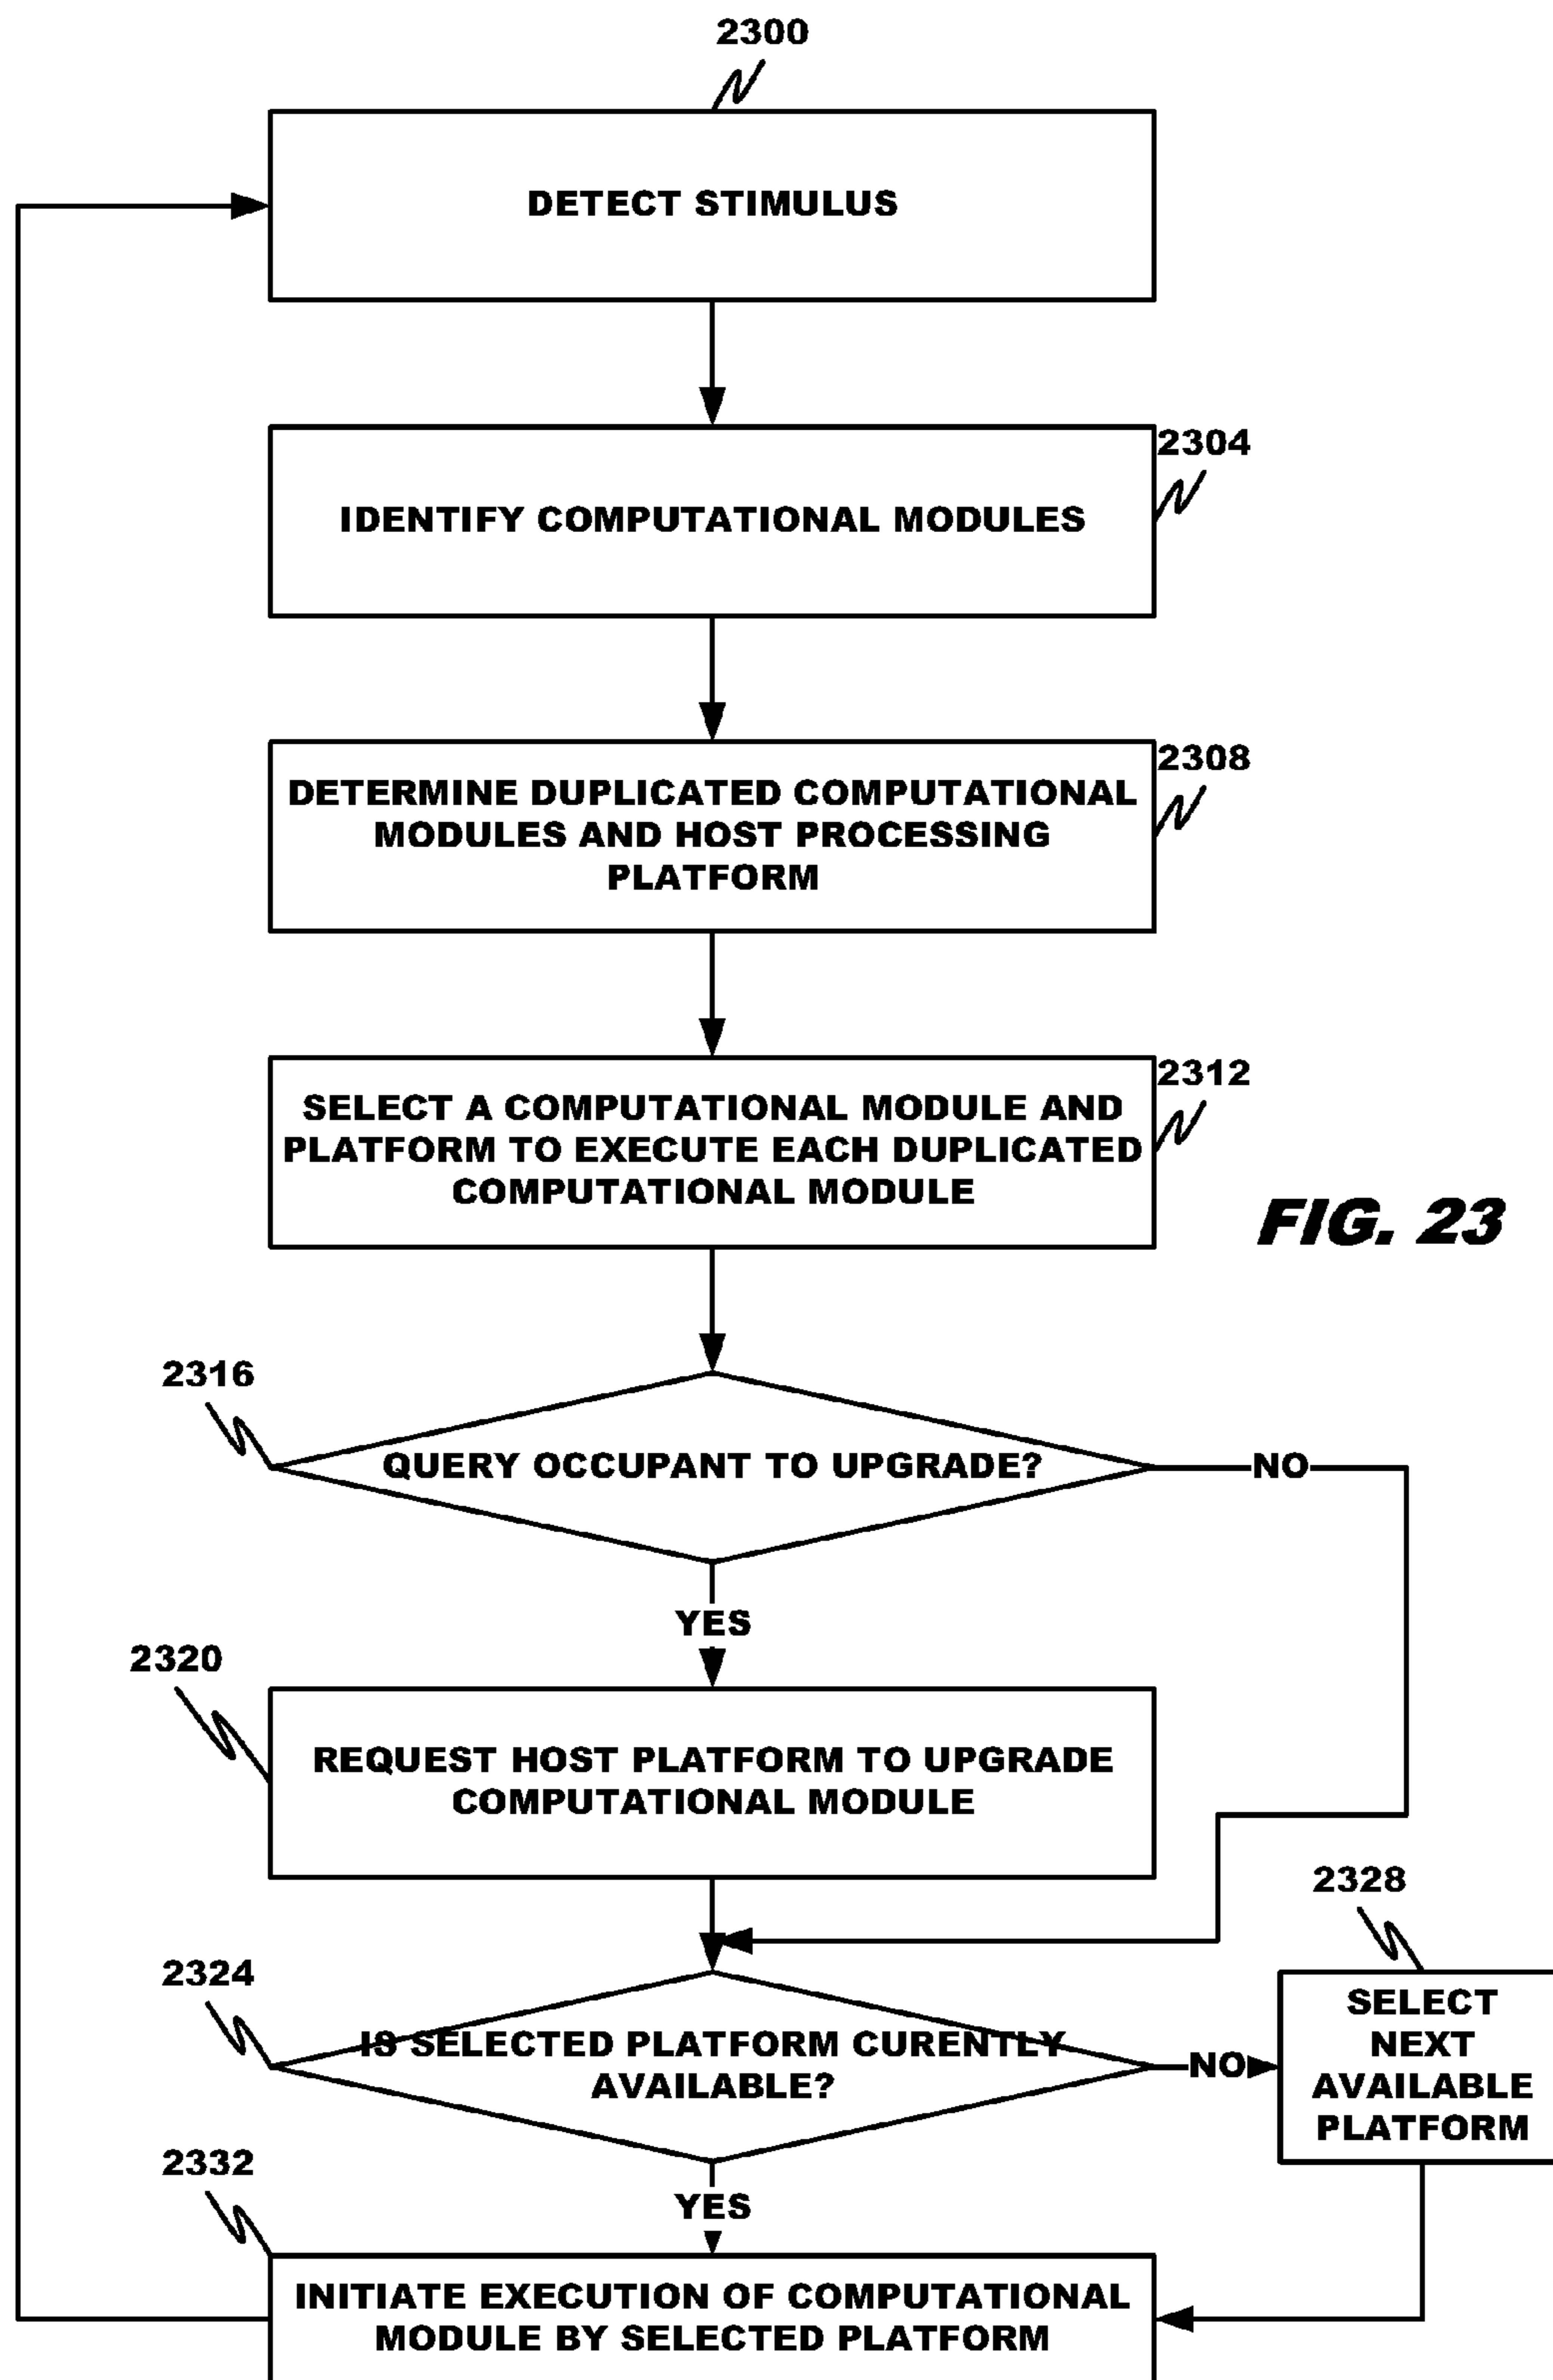 2300
DETECT STIMULUS
2304
IDENTIFY COMPUTATIONAL MODULES
2308
DETERMINE DUPLICATED COMPUTATIONAL
MODULES AND HOST PROCESSING
PLATFORM
2312
SELECT A COMPUTATIONAL MODULE AND
PLATFORM TO EXECUTE EACH DUPLICATED
COMPUTATIONAL MODULE
FIG. 23
2316
QUERY OCCUPANT TO UPGRADE?
NO
YES
2320
REQUEST HOST PLATFORM TO UPGRADE
COMPUTATIONAL MODULE
2328
2324
IS SELECTED PLATFORM CURENTLY
AVAILABLE?
NO
SELECT
NEXT
AVAILABLE
PLATFORM
YES
2332
INITIATE EXECUTION OF COMPUTATIONAL
MODULE BY SELECTED PLATFORM